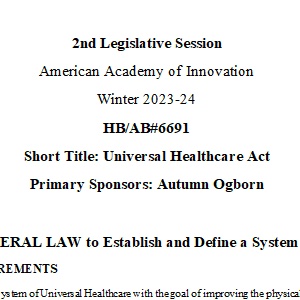 2nd Legislative Session
American Academy of Innovation
Winter 2023-24
HB/AB#6691
Short Title: Universal Healthcare Act
Primary Sponsors: Autumn Ogborn
ERAL LAW to Establish and Define a System
REMENTS
ystem of Universal Healthcare with the goal of improving the physical